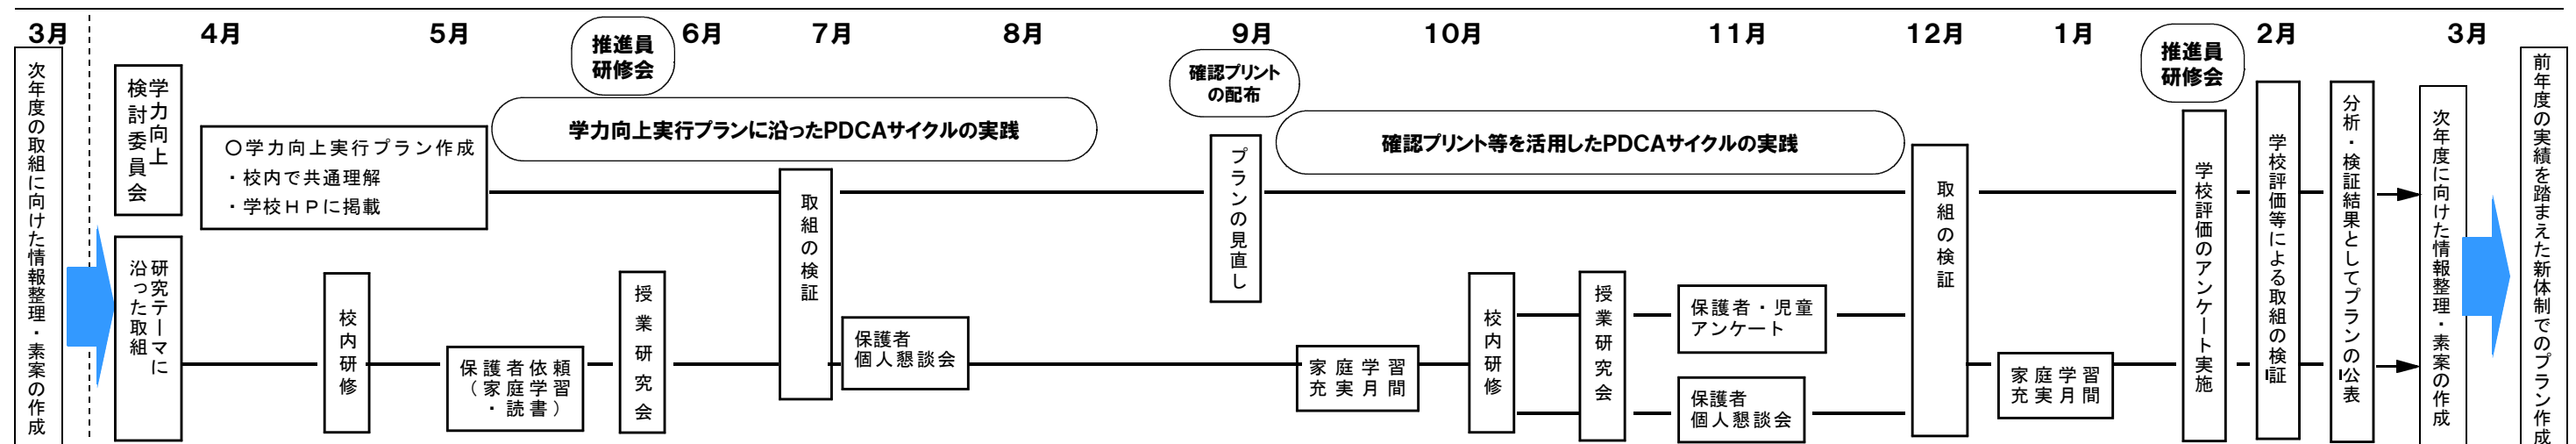 3月
4月
5月
6月
7月
8月
9月
10月
11月
12月
1月
2月
3月
次年度の取組に向けた情報整理・素案の作成
学力向上
検討委員会
研究テーマに
沿った取組
○学力向上実行プラン作成
・校内で共通理解
・学校HPに掲載
校内研修
保護者依頼
（家庭学習
・読書）
推進員
研修会
学力向上実行プランに沿ったPDCAサイクルの実践
授業研究会
取組の検証
保護者
個人懇談会
確認プリント
の配布
プランの見直し
確認プリント等を活用したPDCAサイクルの実践
家庭学習
充実月間
校内研修
授業研究会
保護者・児童
アンケート
保護者
個人懇談会
取組の検証
家庭学習
充実月間
推進員
研修会
学校評価のアンケート実施
学校評価等による取組の検証
分析・検証結果としてプランの公表
次年度に向けた情報整理・素案の作成
前年度の実績を踏まえた新体制でのプラン作成